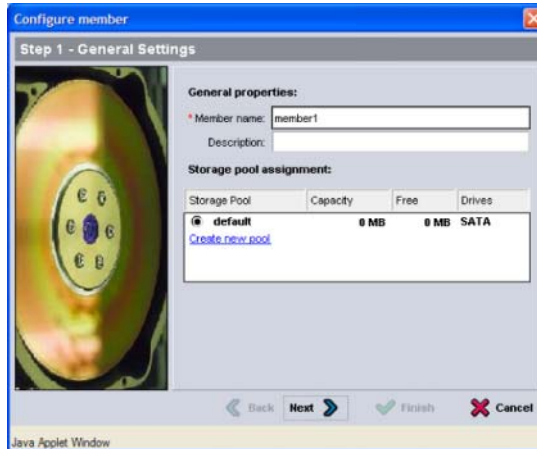 Configure member
Step 1 - General Settings
General properties:
* Member name: member1
Description:
Storage pool assignment:
Storage Pool Capacity Free Drives
default 0 MB 0 MB SATA
Create new pool
Back Next Finish Cancel
Java Applet Window